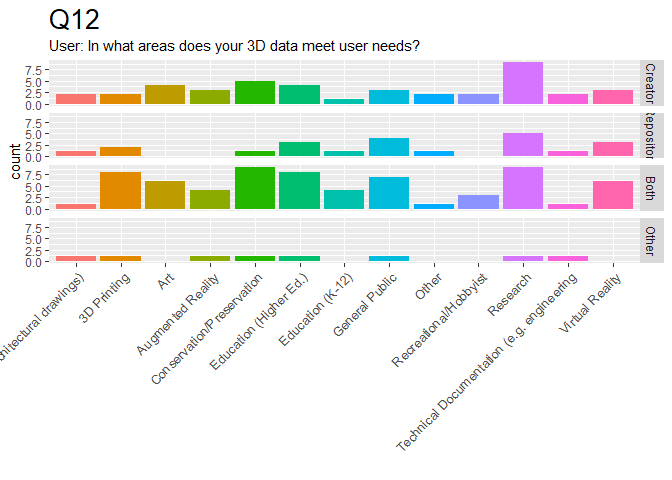 Q12
User: In what areas does your 3D data meet user needs?
count
7.5
5.0
2.5
0.0
Creator
7.5
5.0
2.5
0.0
7.5
5.0
2.5
0.0
Both
7.5
5.0
2.5
0.0
Other
drawings)
3D Printing
Art
Augmented Reality
Conservation/Preservation
Education (Higher Ed.)
Education (K-12)
General Public
Other
Recreational/Hobbyist
Research
Technical Documentation (e.g. engineering
Virtual Reality